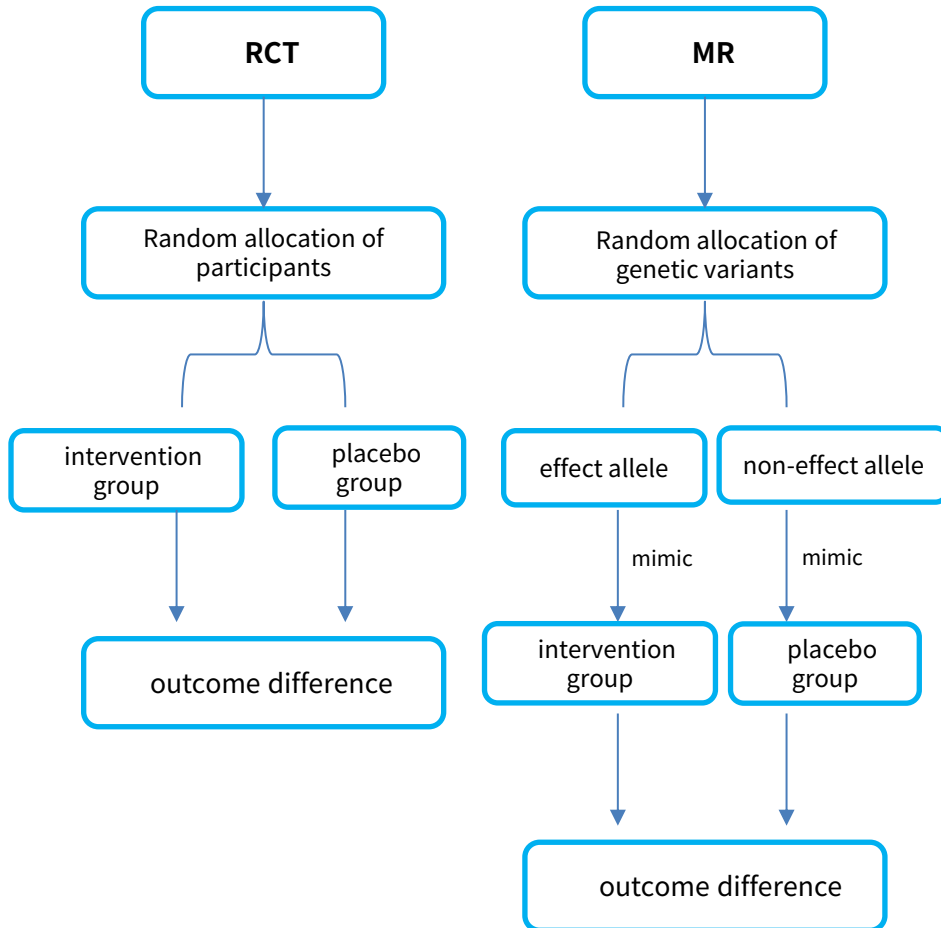 RCT
Random allocation of
participants
intervention
group
placebo
group
outcome difference
MR
Random allocation of
genetic variants
effect allele
non-effect allele
mimic
mimic
intervention
group
placebo
group
outcome difference